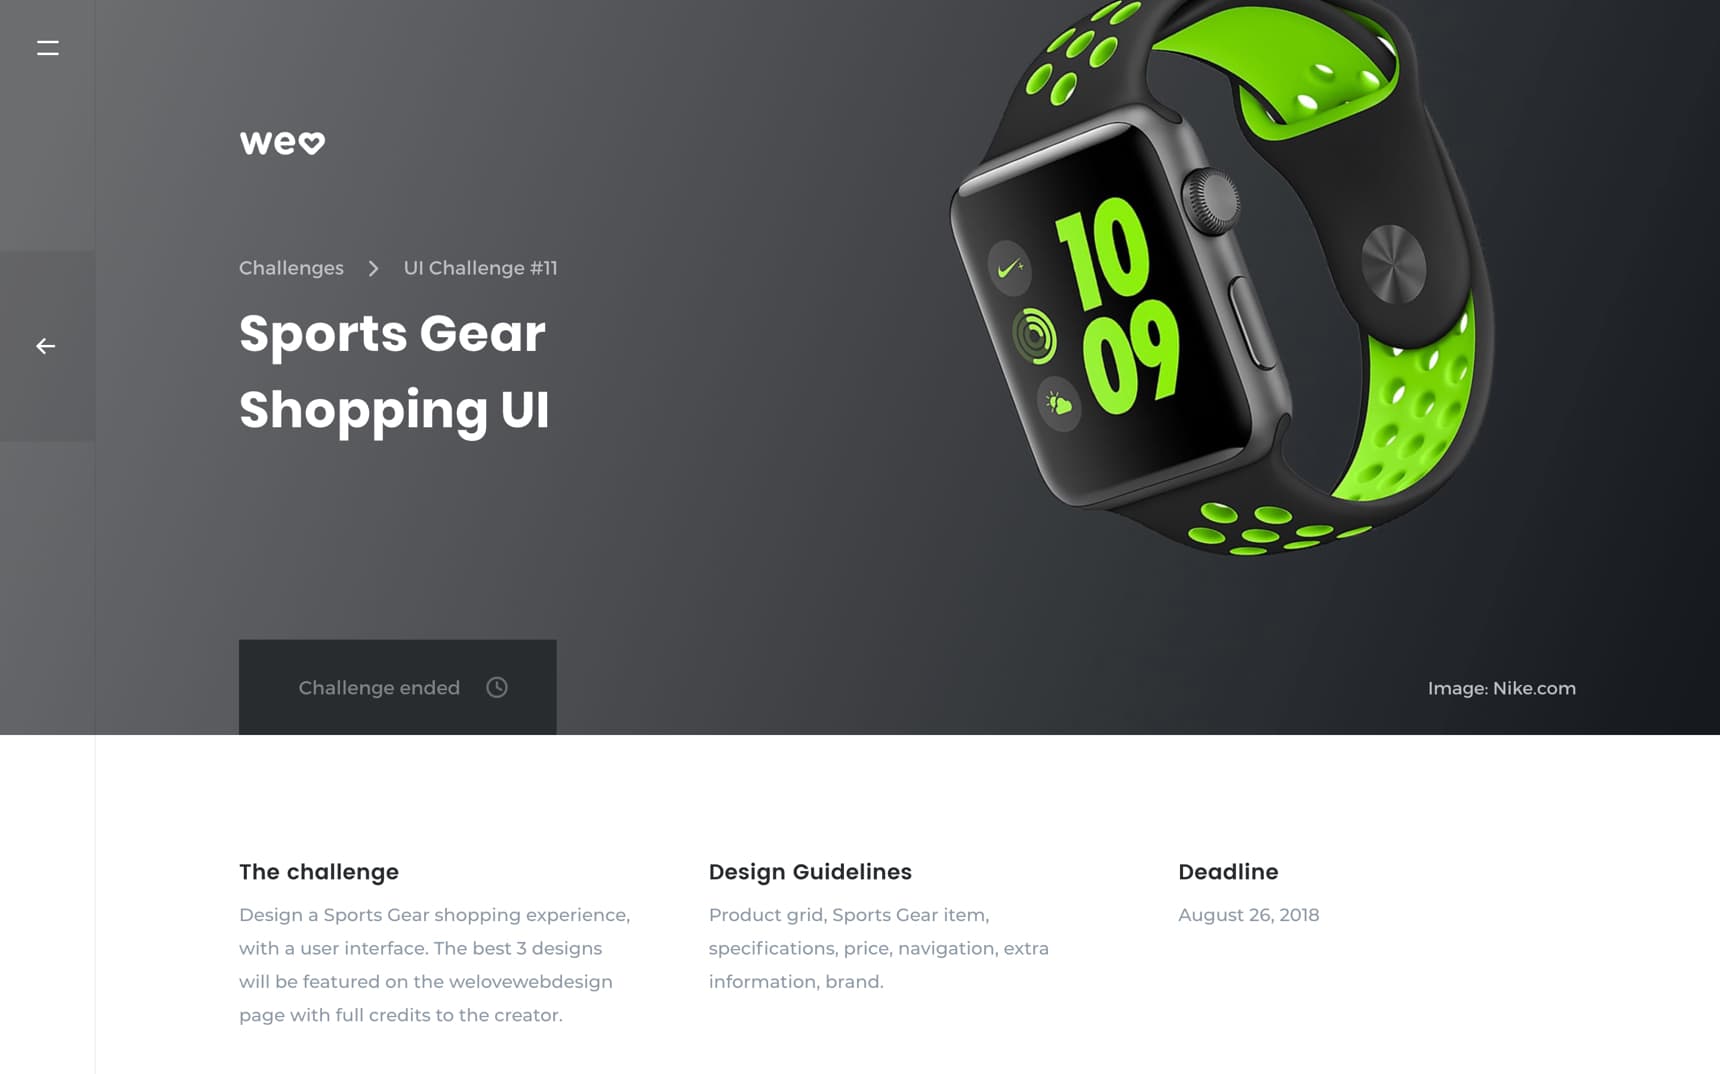 we
Challenges
UI Challenge #11
Sports Gear
Shopping UI
10
09
Challenge ended
Image: Nike.com
The challenge
Design a Sports Gear shopping experience,
with a user interface. The best 3 designs
will be featured on the welovewebdesign
page with full credits to the creator.
Design Guidelines
Product grid, Sports Gear item,
specifications, price, navigation, extra
information, brand.
Deadline
August 26, 2018